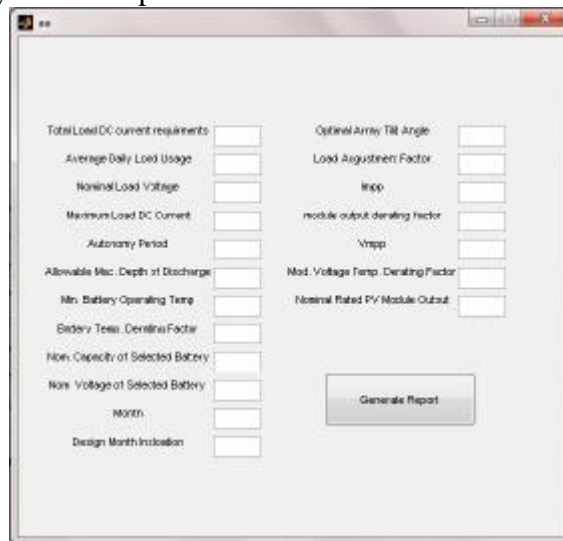 Total Load DC current requirments
Average Daily Load Usage
Nominal Load Voltage
Maximum Load DC Current
Autonomy Period
Allowable Max. Depth of Discharge
Min. Battery Operating Temp
Battery Temp. Derating Factor
Nom. Capacity of Selected Battery
Nom. Voltage of Selected Battery
Month
Design Month Insloation
Optimal Array Tilt Angle
Load Augustment Factor
Impp
module output derating factor
Vmpp
Mod. Voltage Temp. Derating Factor
Nominal Rated PV Module Output
Generate Report